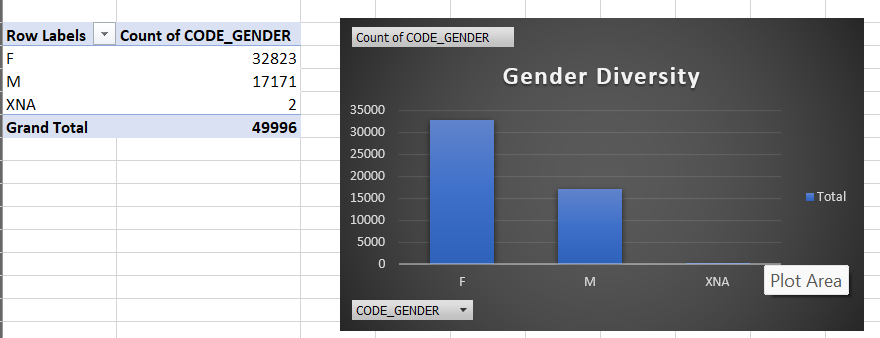 Row Labels Count of CODE_GENDER
F 32823
M 17171
XNA 2
Grand Total 49996
Count of CODE_GENDER
Gender Diversity
35000
30000
25000
20000
15000
10000
5000
0
F M XNA
Total
Plot Area
CODE_GENDER